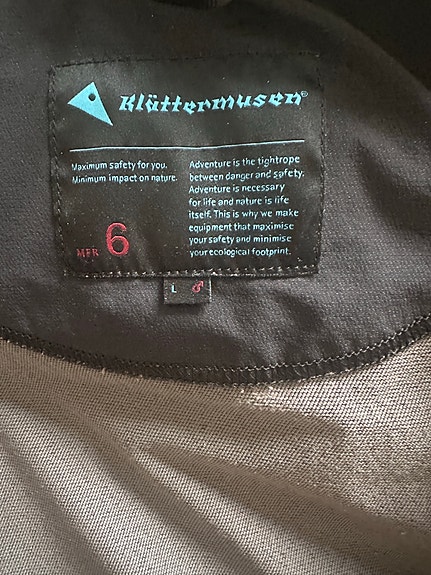 Klättermusen®
Maximum safety for you.
Minimum impact on nature.
MFR 6
Adventure is the tightrope
between danger and safety.
Adventure is necessary
for life and nature is life
itself. This is why we make
equipment that maximise
your safety and minimise
your ecological footprint.
L ♂